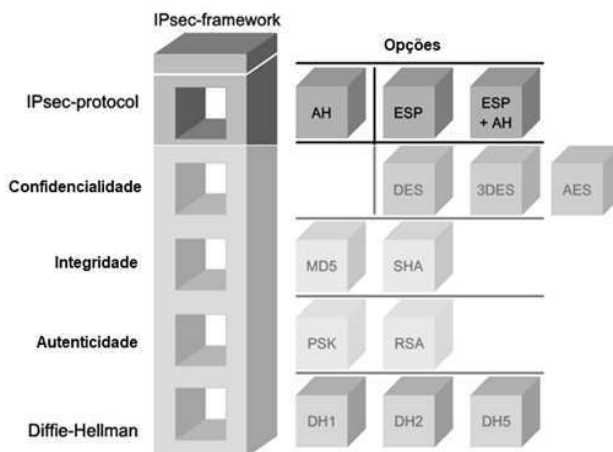 IPsec-framework
Opções
IPsec-protocol
AH
ESP
ESP
+ AH
Confidencialidade
DES
3DES
AES
Integridade
MD5
SHA
Autenticidade
PSK
RSA
Diffie-Hellman
DH1
DH2
DH5